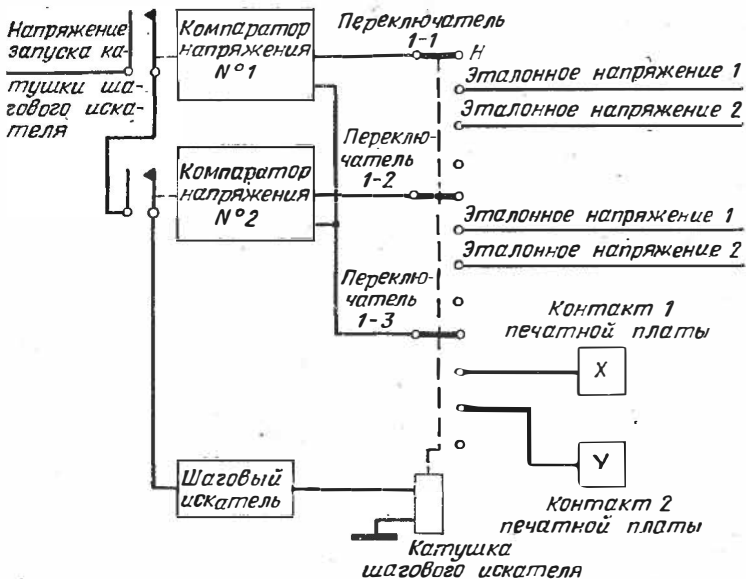 Напряжение
запуска ка-
тушки ша-
гового иска-
теля
Компаратор
напряжения
N°1
Переключатель
1-1
Н
Эталонное напряжение 1
Эталонное напряжение 2
Компаратор
напряжения
N°2
Переклю-
чатель
1-2
Эталонное напряжение 1
Эталонное напряжение 2
Переклю-
чатель
1-3
Контакт 1
печатной платы
X
Y
Контакт 2
печатной платы
Шаговый
искатель
Катушка
шагового искателя